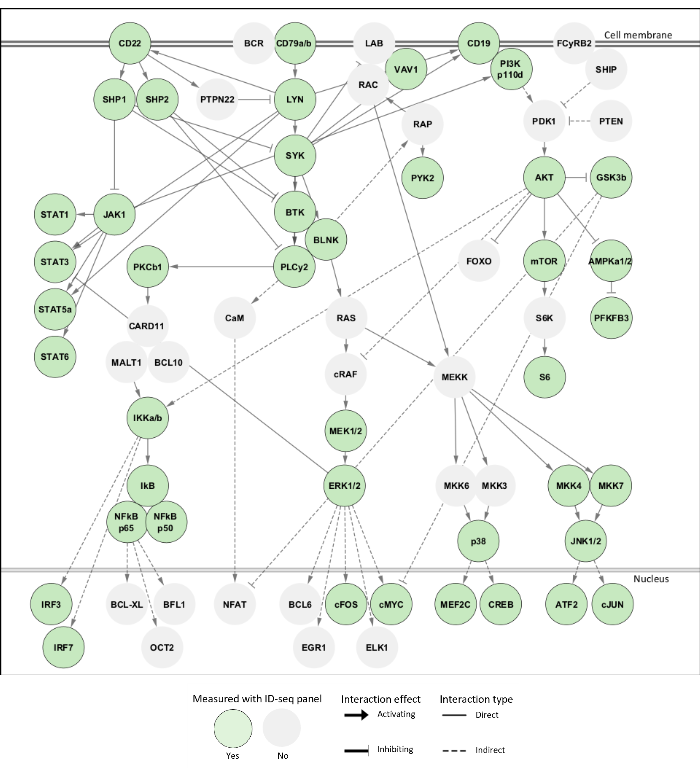 Cell membrane
CD22
BCR
CD79a/b
LAB
CD19
FCyRB2
RAC
VAV1
PI3K
p110d
SHIP
SHP1
SHP2
PTPN22
LYN
RAP
PDK1
PTEN
SYK
PYK2
AKT
GSK3b
STAT1
JAK1
BTK
BLNK
STAT3
PKCb1
PLCy2
FOXO
mTOR
AMPKa1/2
STAT5a
CARD11
CaM
RAS
S6K
PFKFB3
STAT6
MALT1
BCL10
cRAF
MEKK
S6
IKKa/b
MEK1/2
IkB
ERK1/2
MKK6
MKK3
MKK4
MKK7
NFkB
p65
NFkB
p50
p38
JNK1/2
Nucleus
IRF3
BCL-XL
BFL1
NFAT
BCL6
cFOS
cMYC
MEF2C
CREB
ATF2
cJUN
IRF7
OCT2
EGR1
ELK1
Measured with ID-seq panel
Yes
No
Interaction effect
Activating
Inhibiting
Interaction type
Direct
Indirect